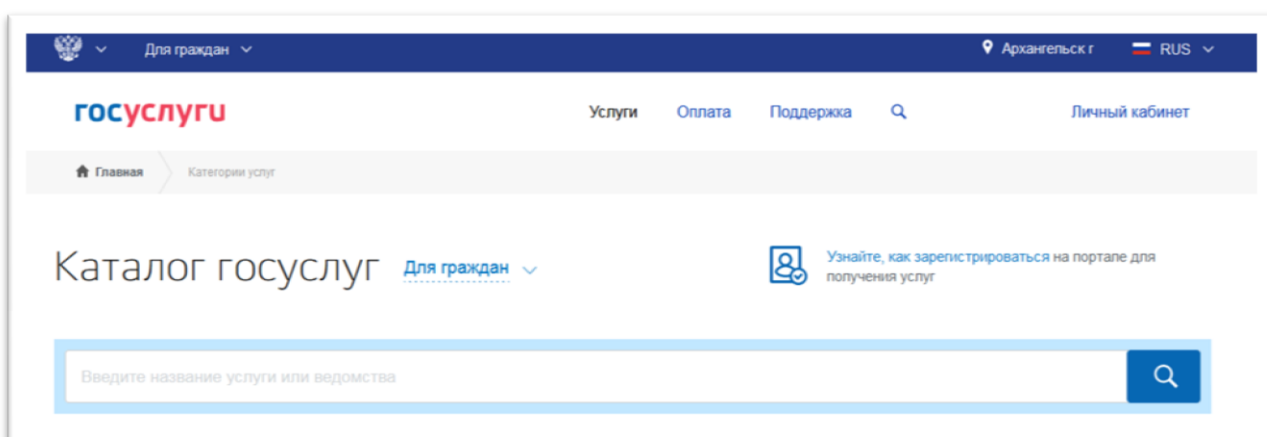 Для граждан Архангельск г RUS
госуслуги Услуги Оплата Поддержка Личный кабинет
Главная Категории услуг
Каталог госуслуг Для граждан
Узнайте, как зарегистрироваться на портале для
получения услуг
Введите название услуги или ведомства